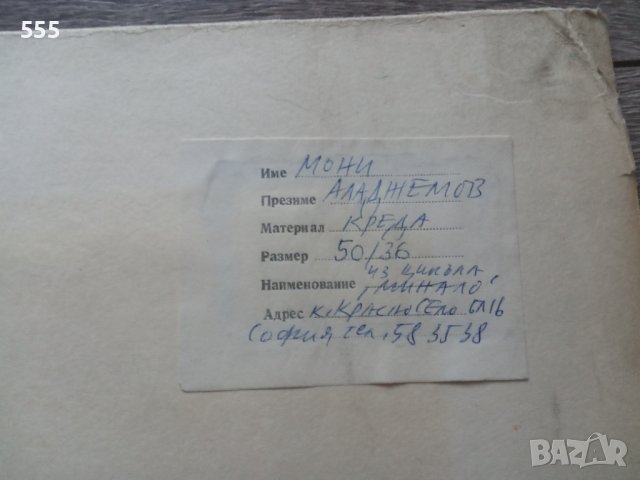 555
Име МОНИ
Презиме АЛАДЖЕМОВ
Материал КРЕДА
Размер 50/36
из цикъла
Наименование „МИНАЛО"
Адрес к. КРАСНО СЕЛО БЛ 16
СОФИЯ тел. 58 35 38
BAZAR